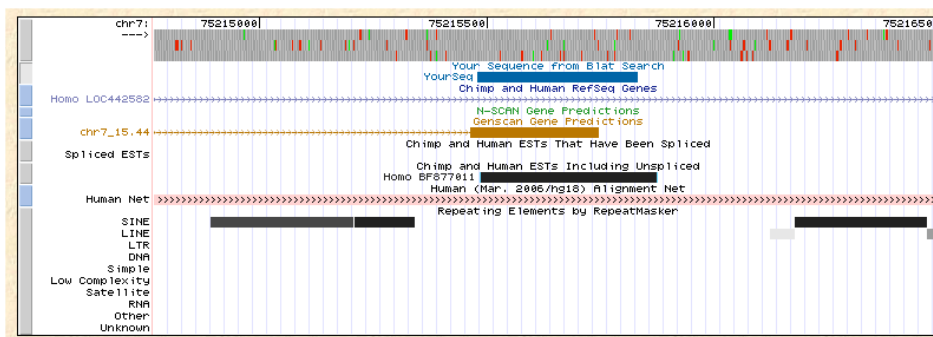 chr7: 75215000| 75215500| 75216000| 7521650
--->
Your Sequence from Blat Search
YourSeq
Chimp and Human RefSeq Genes
Homo LOC442582
N-SCAN Gene Predictions
Genscan Gene Predictions
chr7_15.44
Chimp and Human ESTs That Have Been Spliced
Spliced ESTs
Chimp and Human ESTs Including Unspliced
Homo BF877011
Human (Mar. 2006/hg18) Alignment Net
Human Net
Repeating Elements by RepeatMasker
SINE
LINE
LTR
DNA
Simple
Low Complexity
Satellite
RNA
Other
Unknown